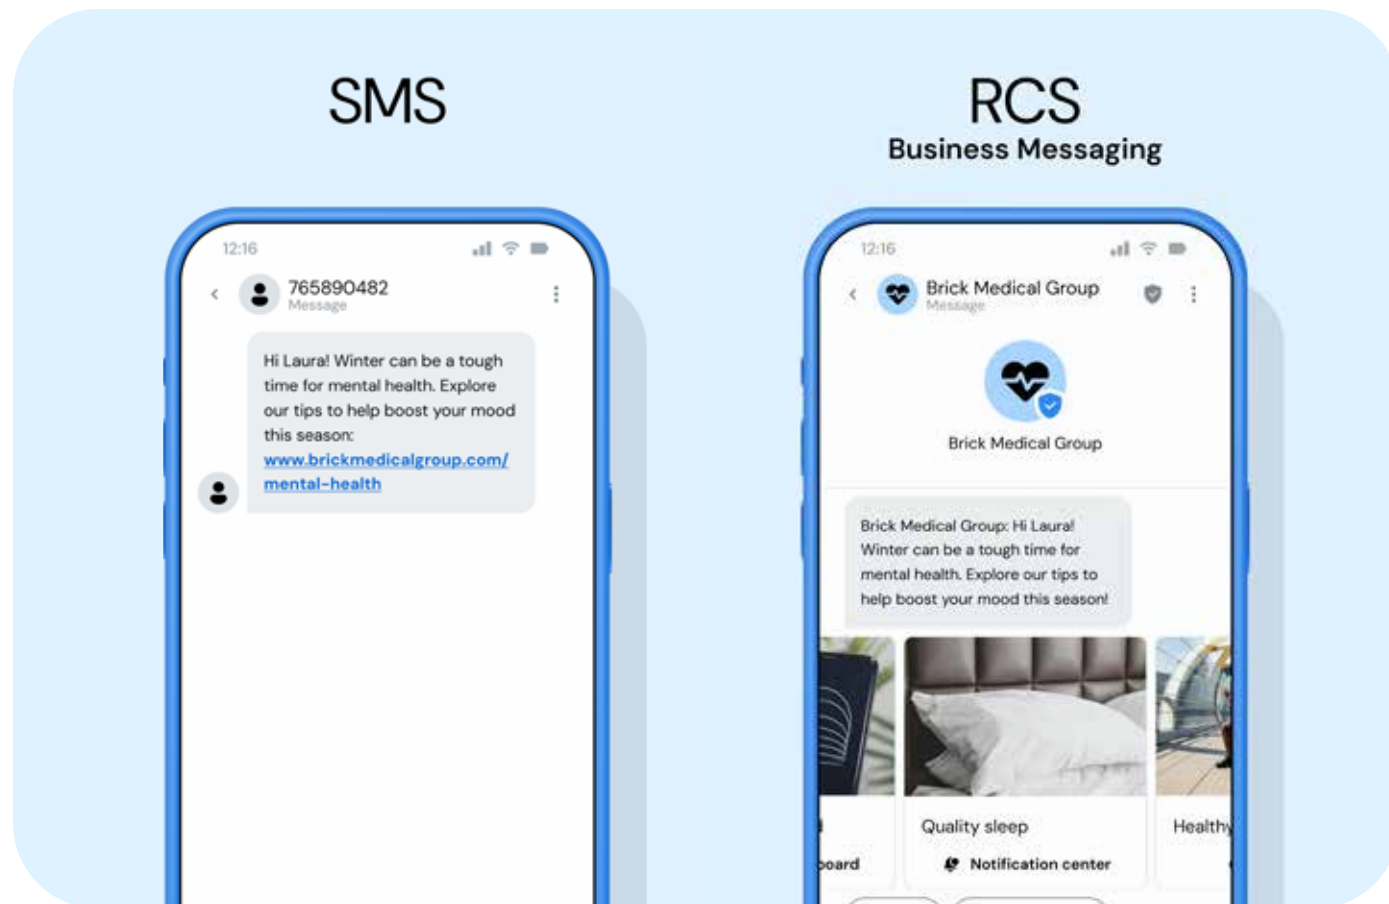 SMS
12:16
765890482
Message
Hi Laura! Winter can be a tough
time for mental health. Explore
our tips to help boost your mood
this season:
www.brickmedicalgroup.com/
mental-health
RCS
Business Messaging
12:16
Brick Medical Group
Message
Brick Medical Group
Brick Medical Group: Hi Laura!
Winter can be a tough time for
mental health. Explore our tips to
help boost your mood this season!
Quality sleep
Healthy
Notification center